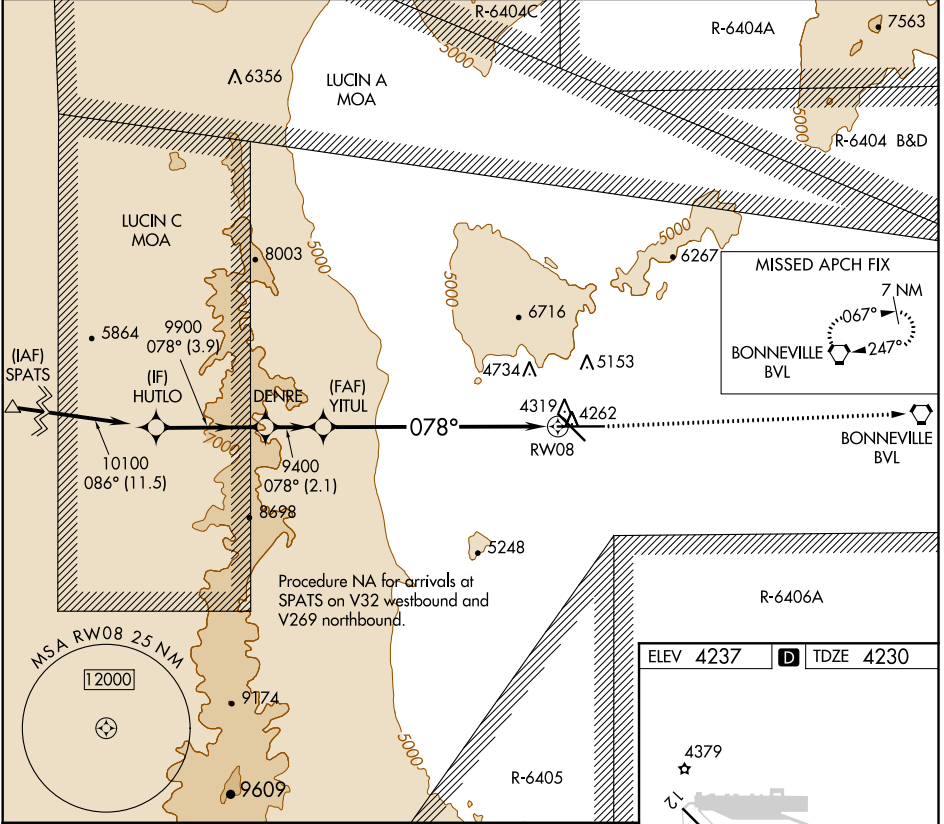 R-6404C
R-6404A
7563
5000
6356
LUCIN A
MOA
5000
R-6404 B&D
LUCIN C
MOA
5000
8003
5000
6267
5000
6716
MISSED APCH FIX
7 NM
067°
247°
BONNEVILLE
BVL
5864
9900
078° (3.9)
4734
5153
(IAF)
SPATS
(IF)
HUTLO
DENRE
(FAF)
YITUL
078°
4319
4262
RW08
BONNEVILLE
BVL
10100
086° (11.5)
7000
9400
078° (2.1)
8698
5248
Procedure NA for arrivals at
SPATS on V32 westbound and
V269 northbound.
R-6406A
MSA RW08 25 NM
12000
ELEV 4237
D
TDZE 4230
9174
5000
4379
R-6405
9609
12